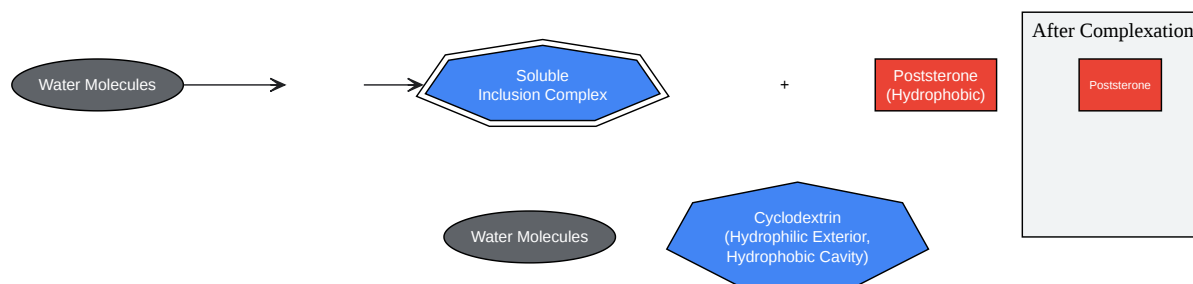 Water Molecules
Soluble
Inclusion Complex
+
Poststerone
(Hydrophobic)
After Complexation
Poststerone
Water Molecules
Cyclodextrin
(Hydrophilic Exterior,
Hydrophobic Cavity)